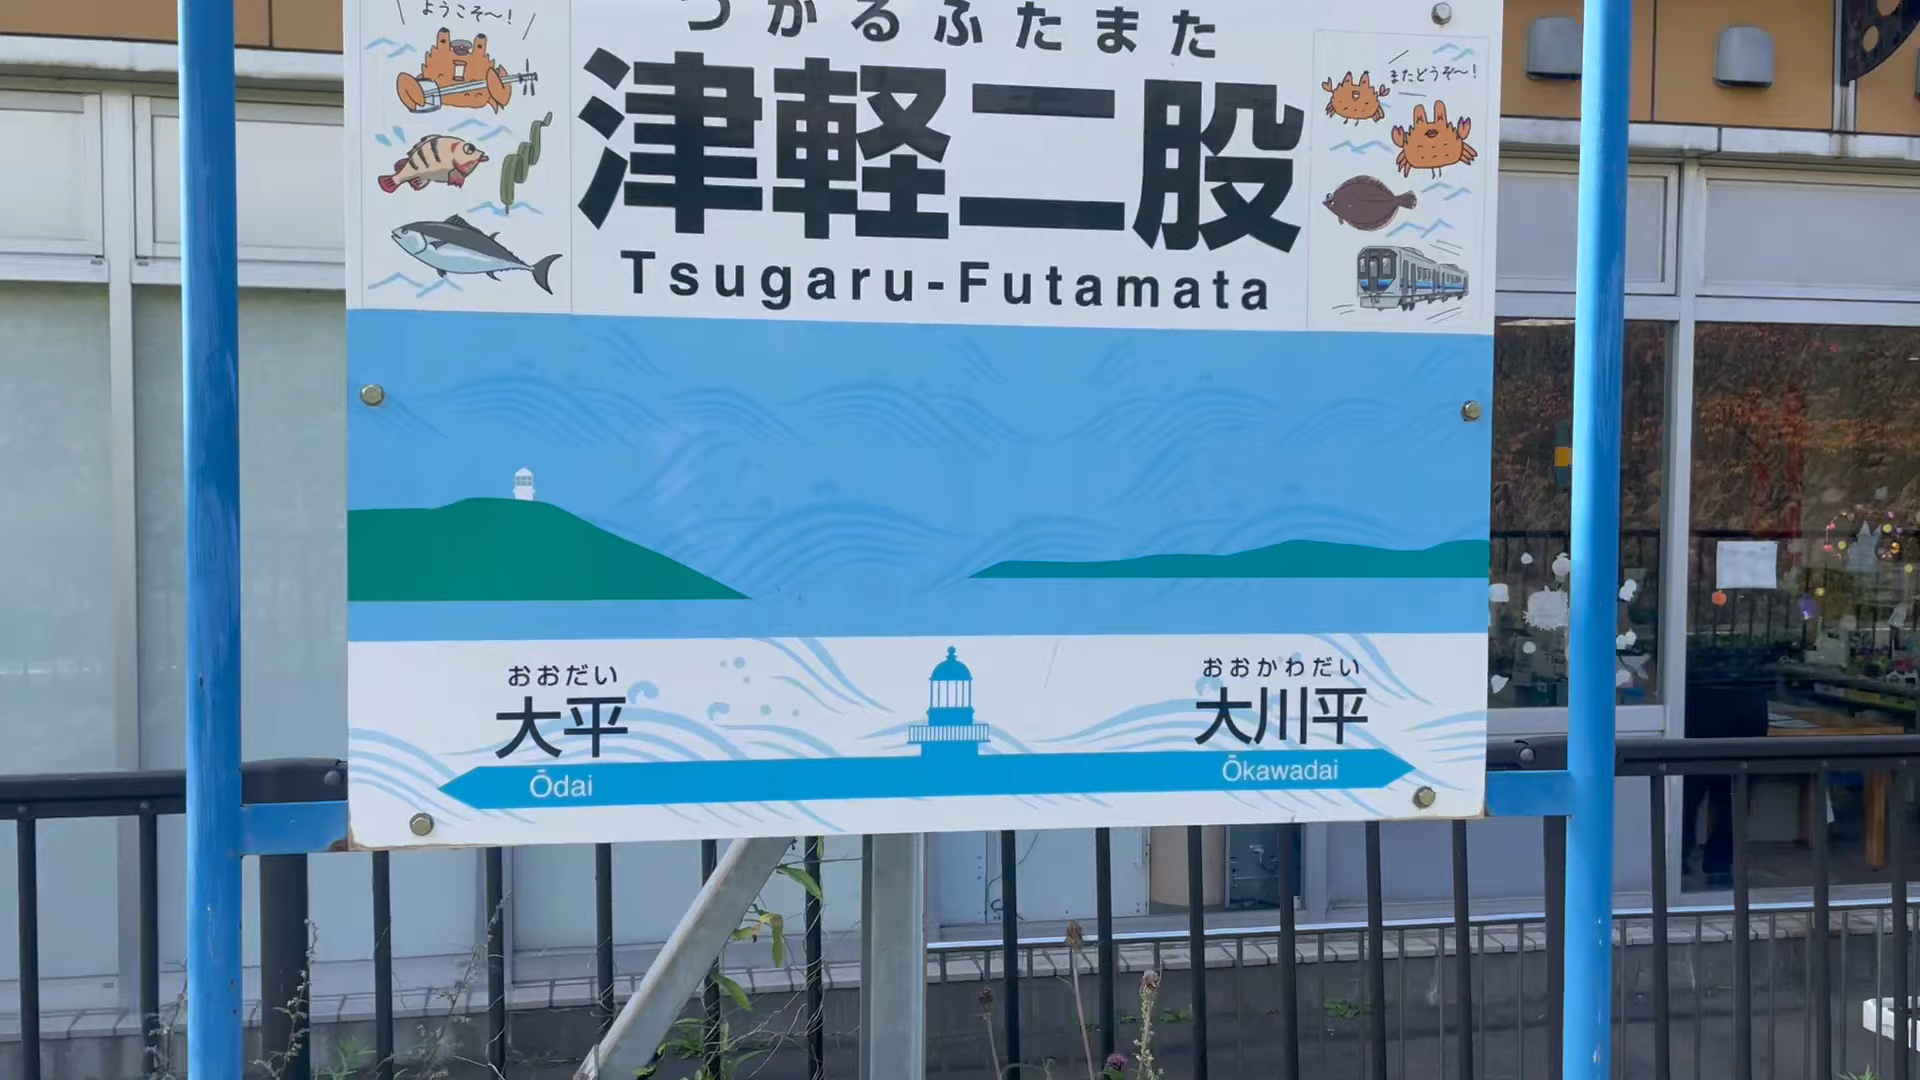 ようこそ〜!
つがるふたまた
またどうぞ〜!
津軽二股
Tsugaru-Futamata
おおだい
大平
Ōdai
おおかわだい
大川平
Ōkawadai